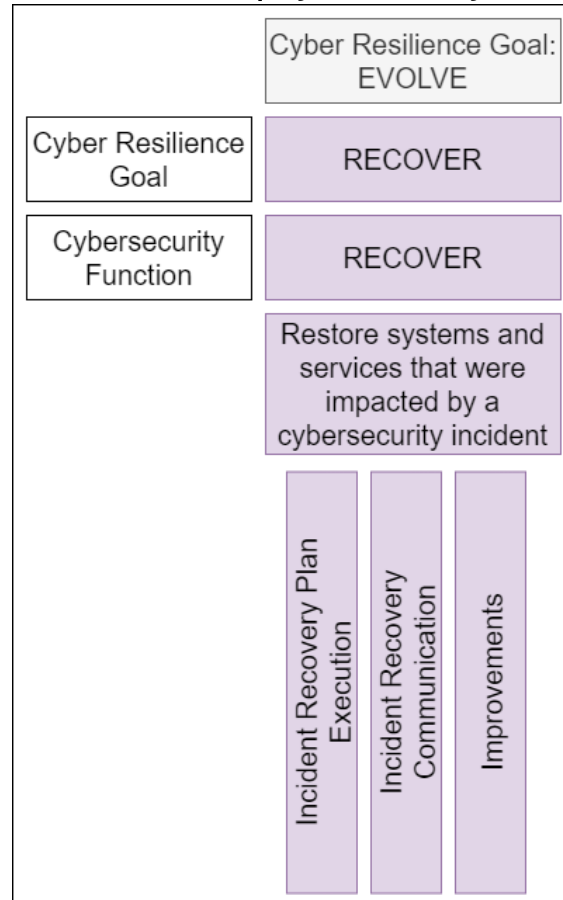 Cyber Resilience Goal:
EVOLVE
Cyber Resilience
Goal
RECOVER
Cybersecurity
Function
RECOVER
Restore systems and
services that were
impacted by a
cybersecurity incident
Incident Recovery Plan
Execution
Incident Recovery
Communication
Improvements